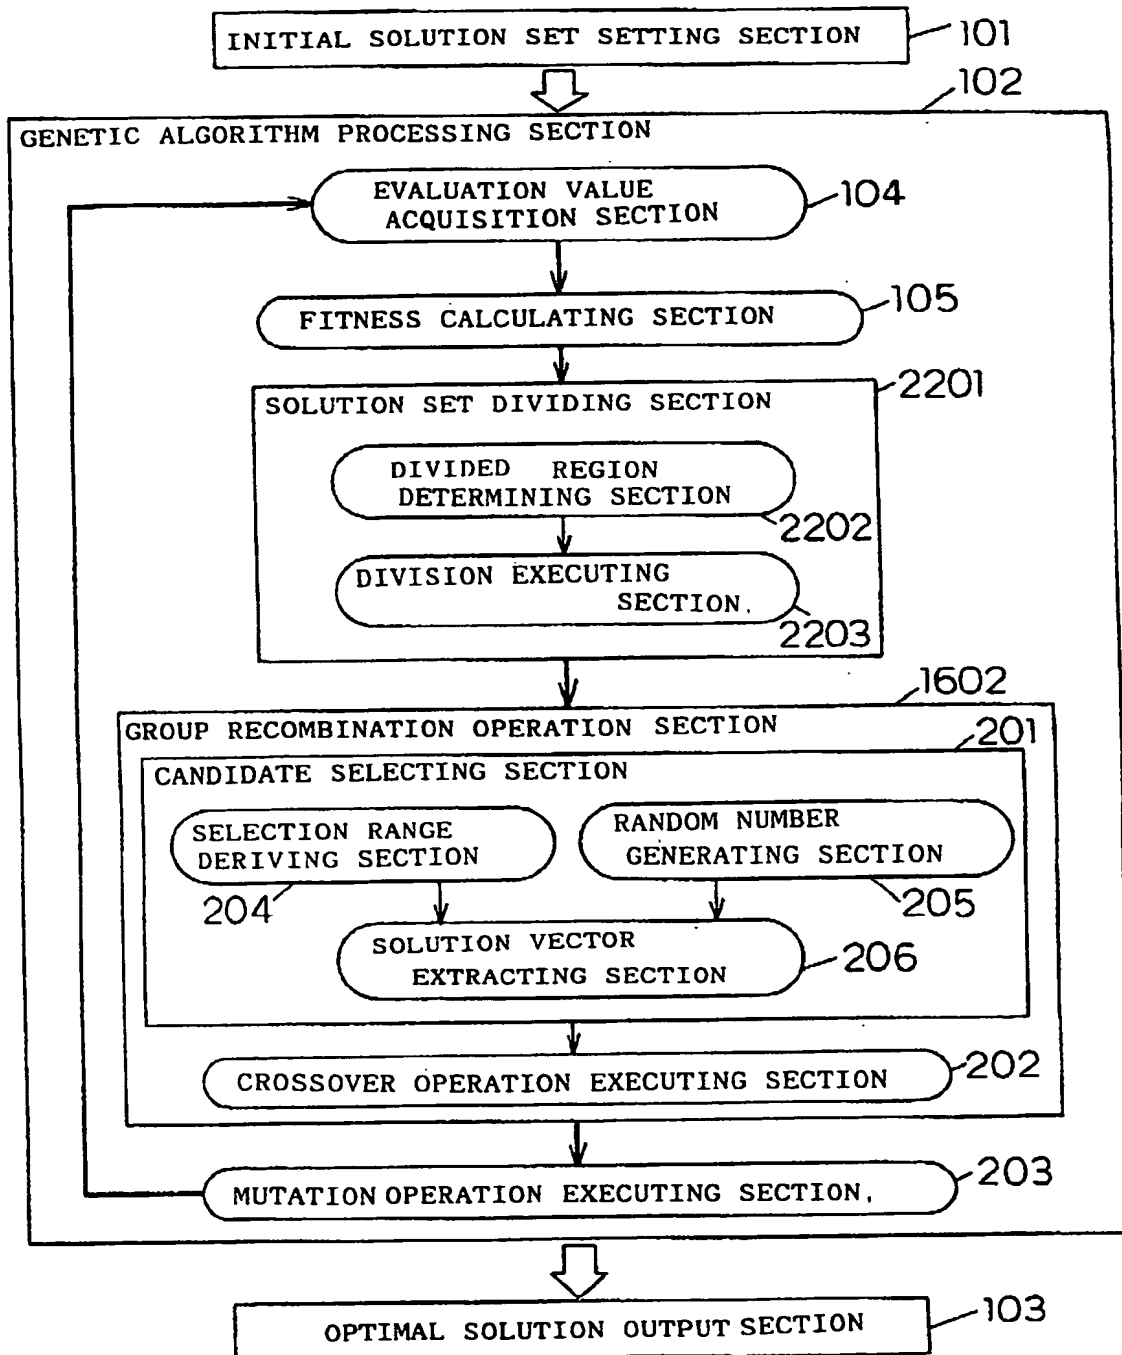 INITIAL SOLUTION SET SETTING SECTION
101
102
GENETIC ALGORITHM PROCESSING SECTION
EVALUATION VALUE
ACQUISITION SECTION
104
FITNESS CALCULATING SECTION
105
2201
SOLUTION SET DIVIDING SECTION
DIVIDED REGION
DETERMINING SECTION
2202
DIVISION EXECUTING
SECTION.
2203
1602
GROUP RECOMBINATION OPERATION SECTION
201
CANDIDATE SELECTING SECTION
SELECTION RANGE
DERIVING SECTION
204
RANDOM NUMBER
GENERATING SECTION
205
SOLUTION VECTOR
EXTRACTING SECTION
206
CROSSOVER OPERATION EXECUTING SECTION
202
MUTATION OPERATION EXECUTING SECTION.
203
OPTIMAL SOLUTION OUTPUT SECTION
103